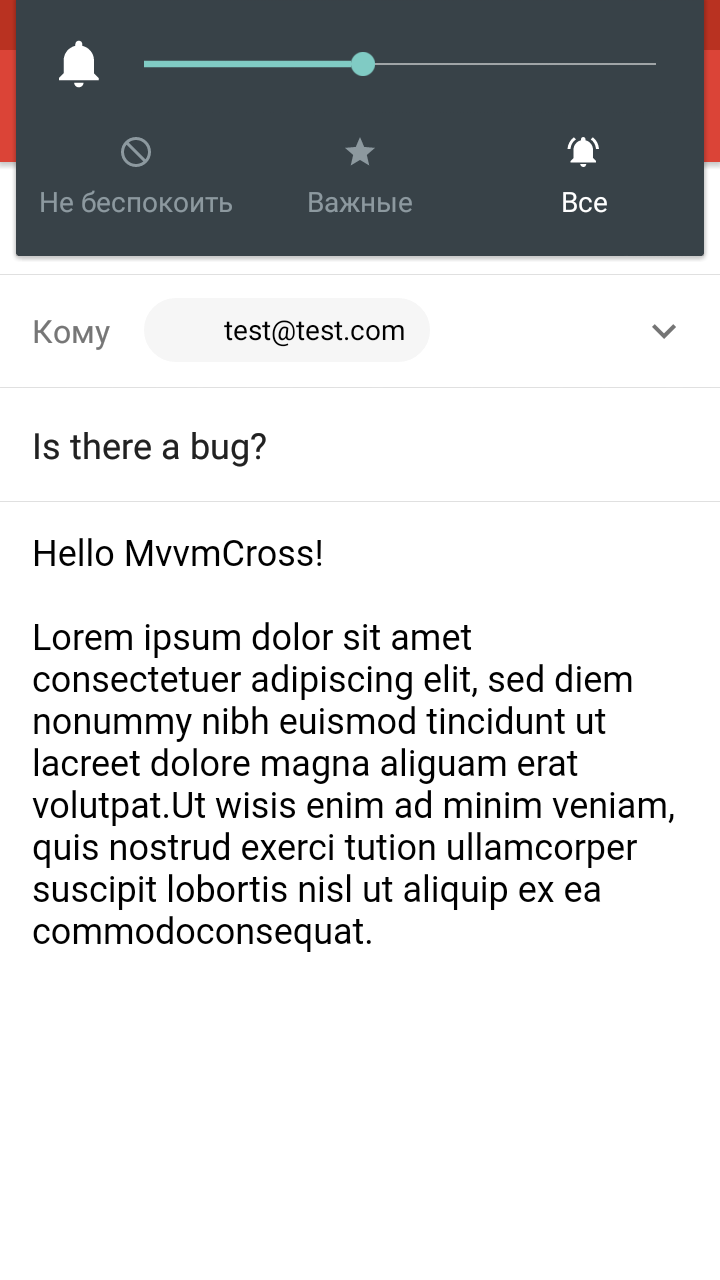 Не беспокоить Важные Все
Кому test@test.com
Is there a bug?
Hello MvvmCross!
Lorem ipsum dolor sit amet
consectetuer adipiscing elit, sed diem
nonummy nibh euismod tincidunt ut
lacreet dolore magna aliguam erat
volutpat.Ut wisis enim ad minim veniam,
quis nostrud exerci tution ullamcorper
suscipit lobortis nisl ut aliquip ex ea
commodoconsequat.